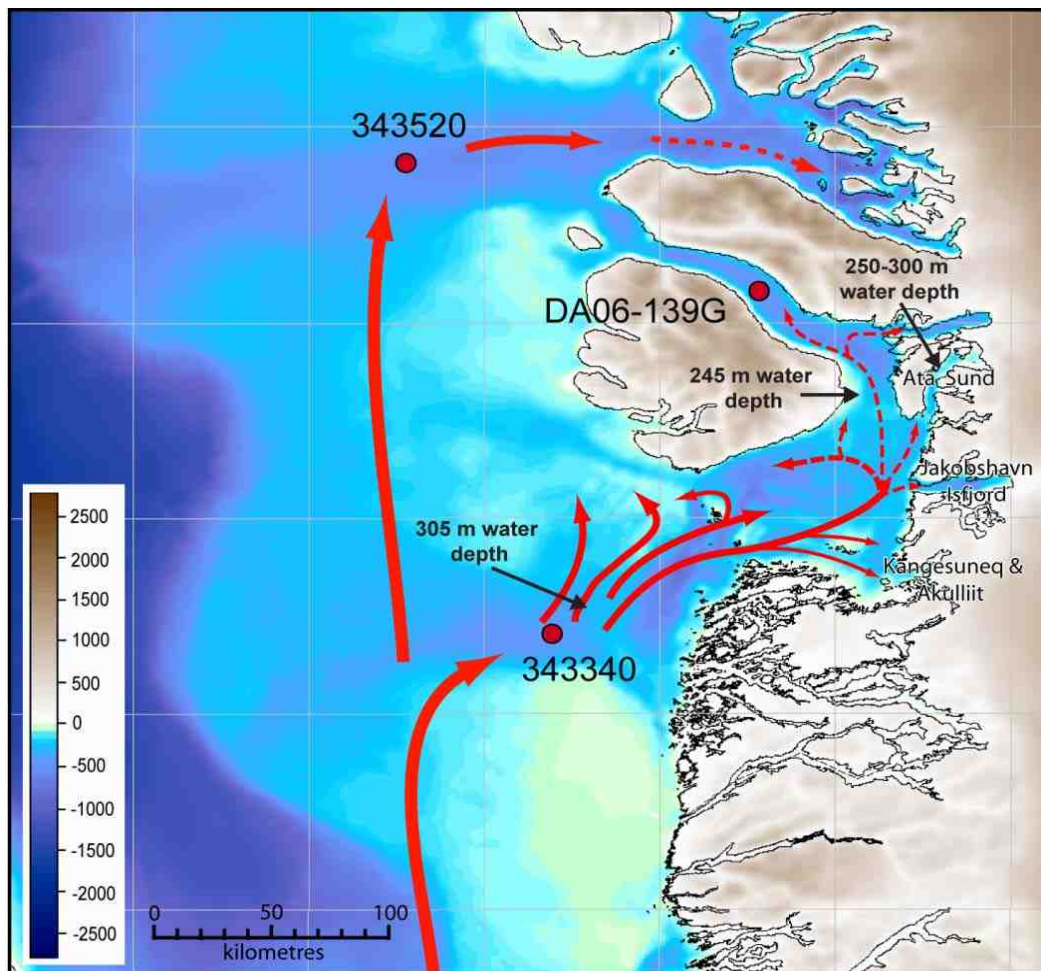 343520
250-300 m
water depth
DA06-139G
245 m water
depth
Ata Sund
Jakobshavn
Isfjord
305 m water
depth
Kangesuneq &
Akulliit
343340
2500
2000
1500
1000
500
0
-500
-1000
-1500
-2000
-2500
0 50 100
kilometres